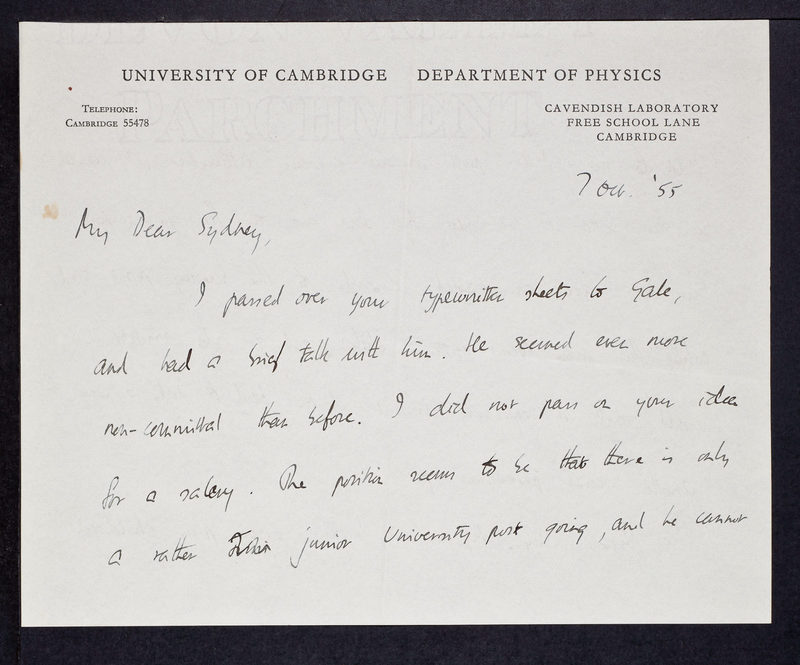 UNIVERSITY OF CAMBRIDGE DEPARTMENT OF PHYSICS
TELEPHONE:
CAMBRIDGE 55478
CAVENDISH LABORATORY
FREE SCHOOL LANE
CAMBRIDGE
7 Oct. '55
My Dear Sydney,
I passed over your typewritten sheets to Gale,
and had a brief talk with him. He seemed even more
non-committal than before. I did not pass on your idea
for a salary. The position seems to be that there is only
a rather junior University post going, and he cannot